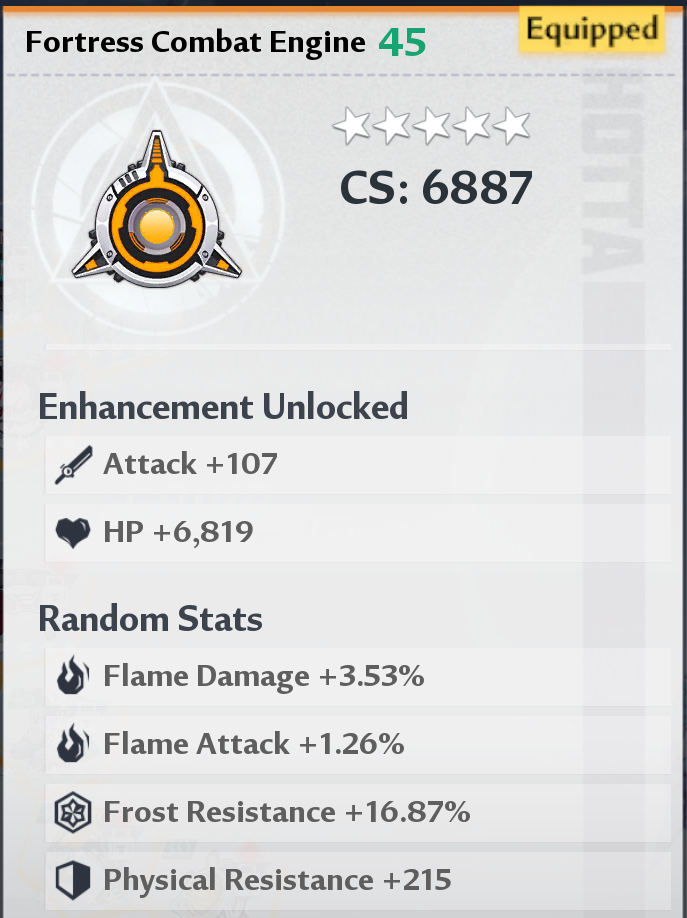 Fortress Combat Engine 45
Equipped
HOTTA
CS: 6887
Enhancement Unlocked
Attack +107
HP +6,819
Random Stats
Flame Damage +3.53%
Flame Attack +1.26%
Frost Resistance +16.87%
Physical Resistance +215